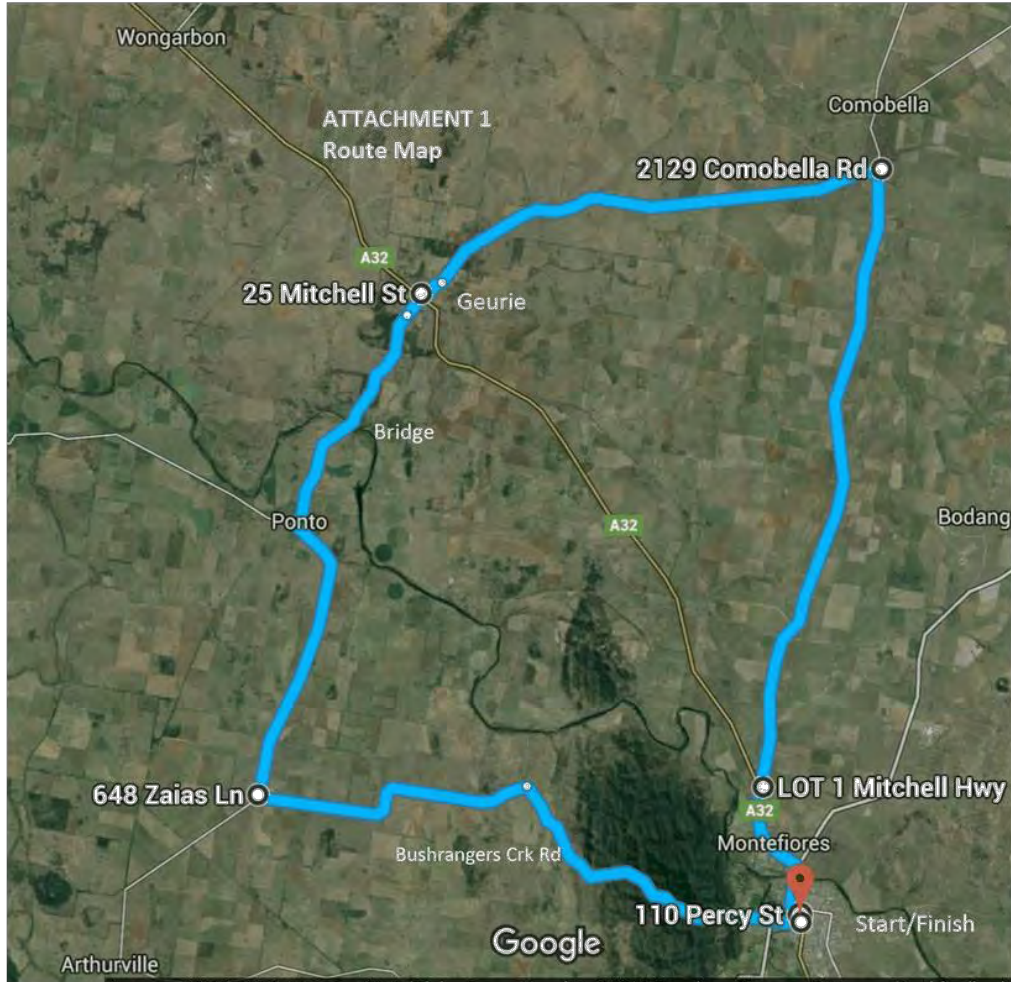 Wongarbon
Comobella
ATTACHMENT 1
Route Map
2129 Comobella Rd
A32
25 Mitchell St
Geurie
Bridge
Ponto
A32
Bodang
648 Zaias Ln
LOT 1 Mitchell Hwy
A32
Montefiores
Bushrangers Crk Rd
110 Percy St
Start/Finish
Google
Arthurville